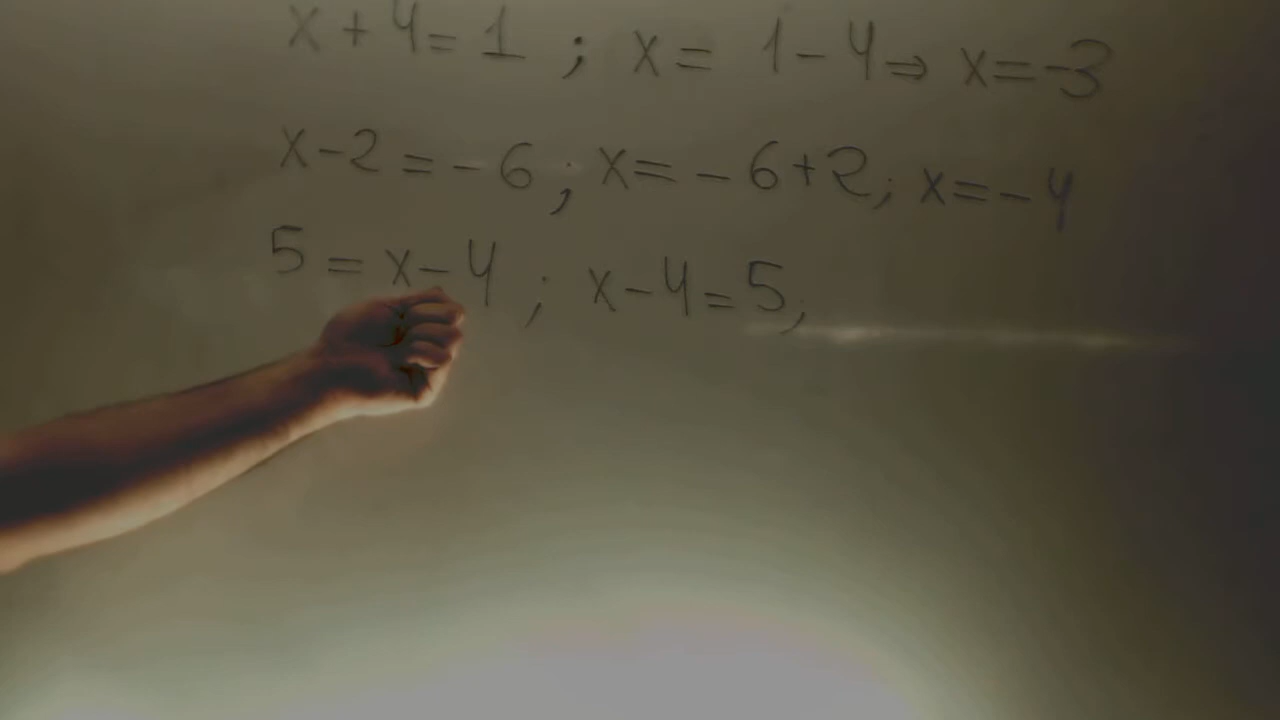 x + 4 = 1 ; x = 1 - 4 ⇒ x = -3
x - 2 = - 6 ; x = - 6 + 2 ; x = - 4
5 = x - 4 ; x - 4 = 5 ;